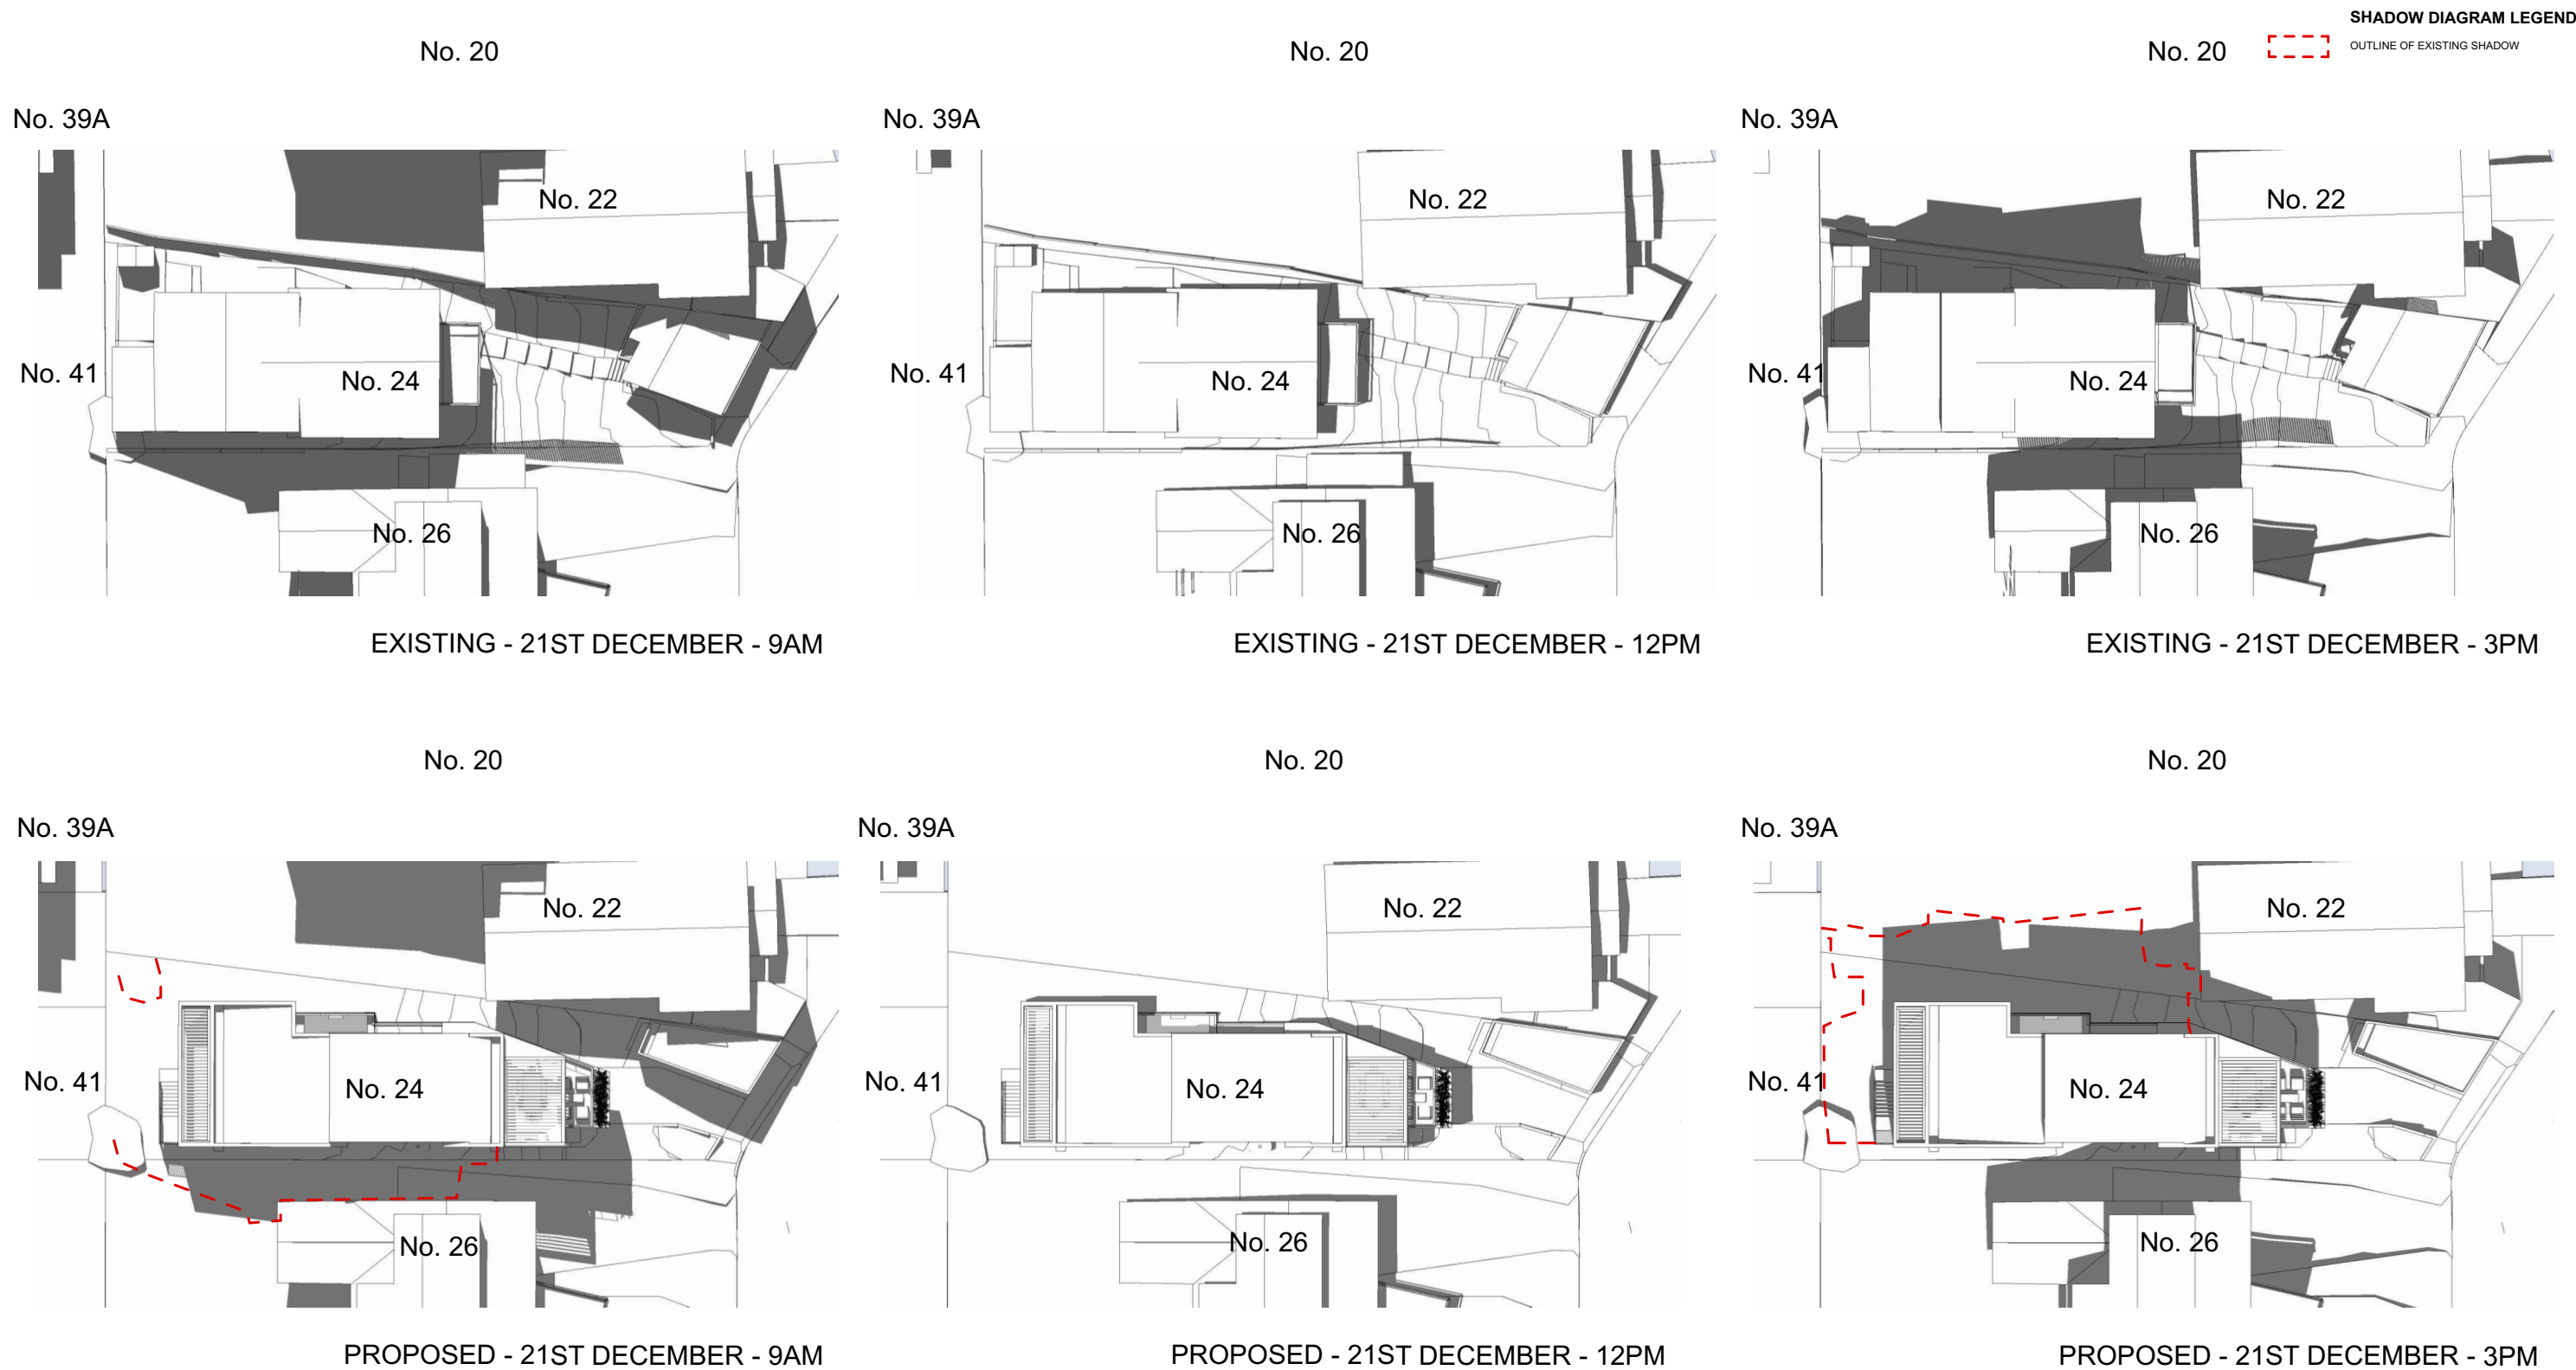 SHADOW DIAGRAM LEGEND
OUTLINE OF EXISTING SHADOW
No. 20
No. 39A
No. 22
No. 41
No. 24
No. 26
EXISTING - 21ST DECEMBER - 9AM
No. 20
No. 39A
No. 22
No. 41
No. 24
No. 26
EXISTING - 21ST DECEMBER - 12PM
No. 20
No. 39A
No. 22
No. 41
No. 24
No. 26
EXISTING - 21ST DECEMBER - 3PM
No. 20
No. 39A
No. 22
No. 41
No. 24
No. 26
PROPOSED - 21ST DECEMBER - 9AM
No. 20
No. 39A
No. 22
No. 41
No. 24
No. 26
PROPOSED - 21ST DECEMBER - 12PM
No. 20
No. 39A
No. 22
No. 41
No. 24
No. 26
PROPOSED - 21ST DECEMBER - 3PM